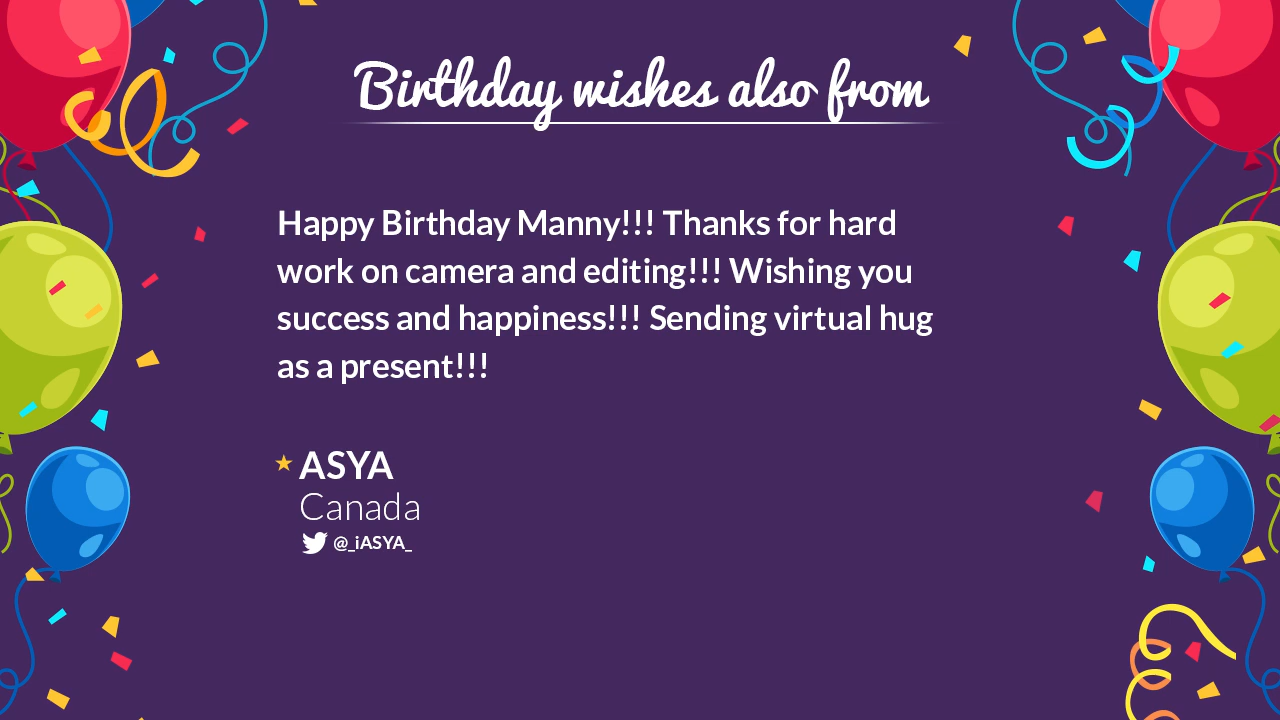 Birthday wishes also from
Happy Birthday Manny!!! Thanks for hard
work on camera and editing!!! Wishing you
success and happiness!!! Sending virtual hug
as a present!!!
ASYA
Canada
@_iASYA_